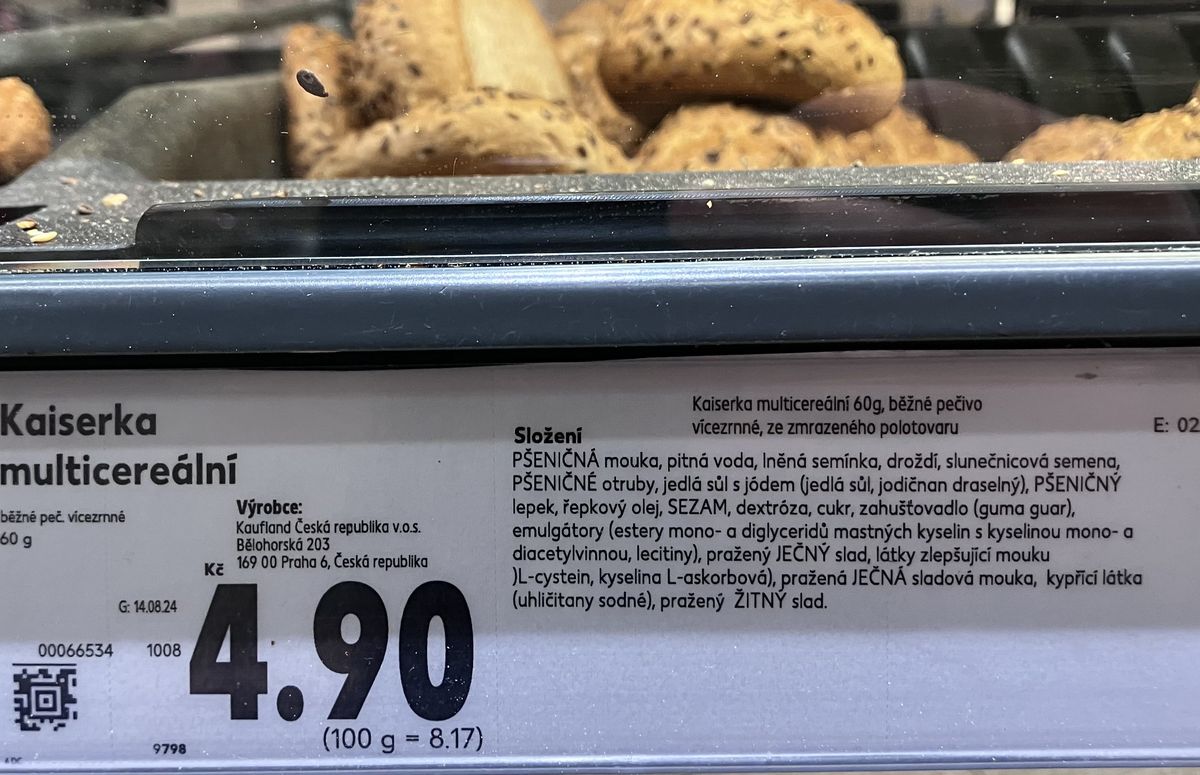 Kaiserka
multicereální
běžné peč. vícezrnné
60 g
Výrobce:
Kaufland Česká republika v.o.s.
Bělohorská 203
169 00 Praha 6, Česká republika
Kč
4.90
(100 g = 8.17)
G: 14.08.24
00066534
1008
9798
Kaiserka multicereální 60g, běžné pečivo
vícezrnné, ze zmrazeného polotovaru
E: 02
Složení
PŠENIČNÁ mouka, pitná voda, lněná semínka, droždí, slunečnicová semena,
PŠENIČNÉ otruby, jedlá sůl s jódem (jedlá sůl, jodičnan draselný), PŠENIČNÝ
lepek, řepkový olej, SEZAM, dextróza, cukr, zahušťovadlo (guma guar),
emulgátory (estery mono- a diglyceridů mastných kyselin s kyselinou mono- a
diacetylvinnou, lecitiny), pražený JEČNÝ slad, látky zlepšující mouku
)L-cystein, kyselina L-askorbová), pražená JEČNÁ sladová mouka, kypřící látka
(uhličitany sodné), pražený ŽITNÝ slad.